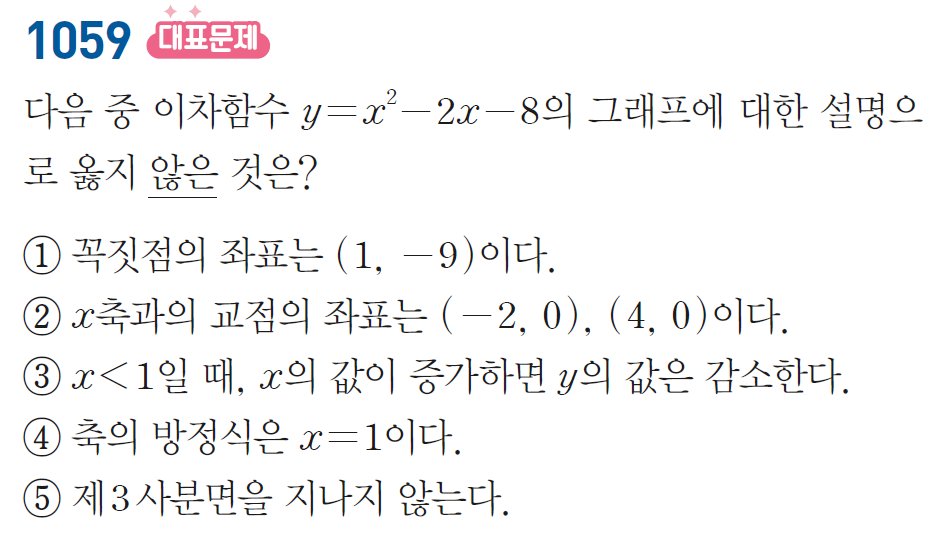 1059 대표문제
다음 중 이차함수 y=x²-2x-8의 그래프에 대한 설명으
로 옳지 않은 것은?
① 꼭짓점의 좌표는 (1, -9)이다.
② x축과의 교점의 좌표는 (-2, 0), (4, 0)이다.
③ x<1일 때, x의 값이 증가하면 y의 값은 감소한다.
④ 축의 방정식은 x=1이다.
⑤ 제3사분면을 지나지 않는다.